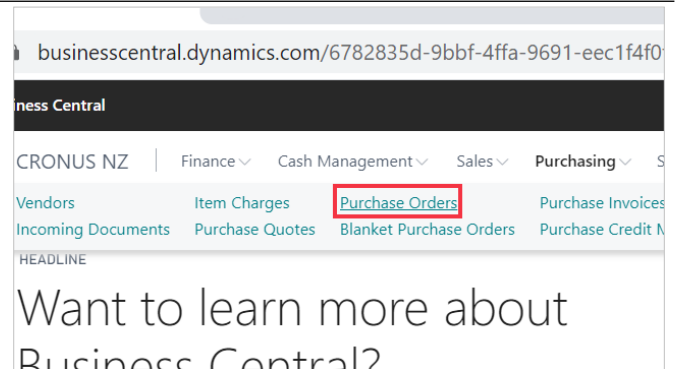 businesscentral.dynamics.com/6782835d-9bbf-4ffa-9691-eec1f4f0
iness Central
CRONUS NZ Finance Cash Management Sales Purchasing S
Vendors Item Charges Purchase Orders Purchase Invoices
Incoming Documents Purchase Quotes Blanket Purchase Orders Purchase Credit
HEADLINE
Want to learn more about
Business Central?